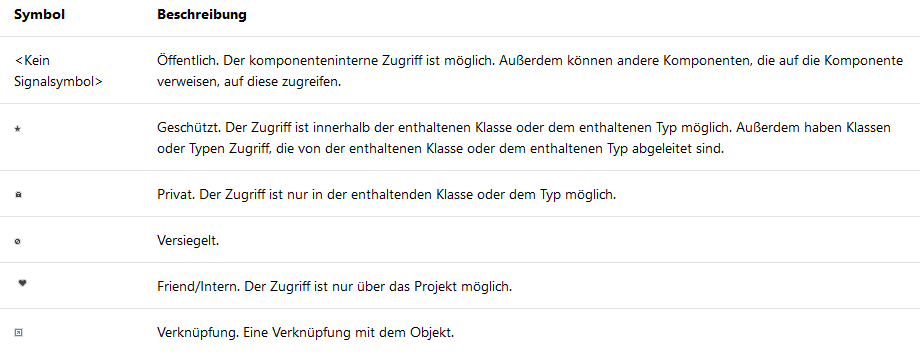 Symbol Beschreibung
<Kein Signalsymbol> Öffentlich. Der komponenteninterne Zugriff ist möglich. Außerdem können andere Komponenten, die auf die Komponente
verweisen, auf diese zugreifen.
Geschützt. Der Zugriff ist innerhalb der enthaltenen Klasse oder dem enthaltenen Typ möglich. Außerdem haben Klassen
oder Typen Zugriff, die von der enthaltenen Klasse oder dem enthaltenen Typ abgeleitet sind.
Privat. Der Zugriff ist nur in der enthaltenden Klasse oder dem Typ möglich.
Versiegelt.
Friend/Intern. Der Zugriff ist nur über das Projekt möglich.
Verknüpfung. Eine Verknüpfung mit dem Objekt.